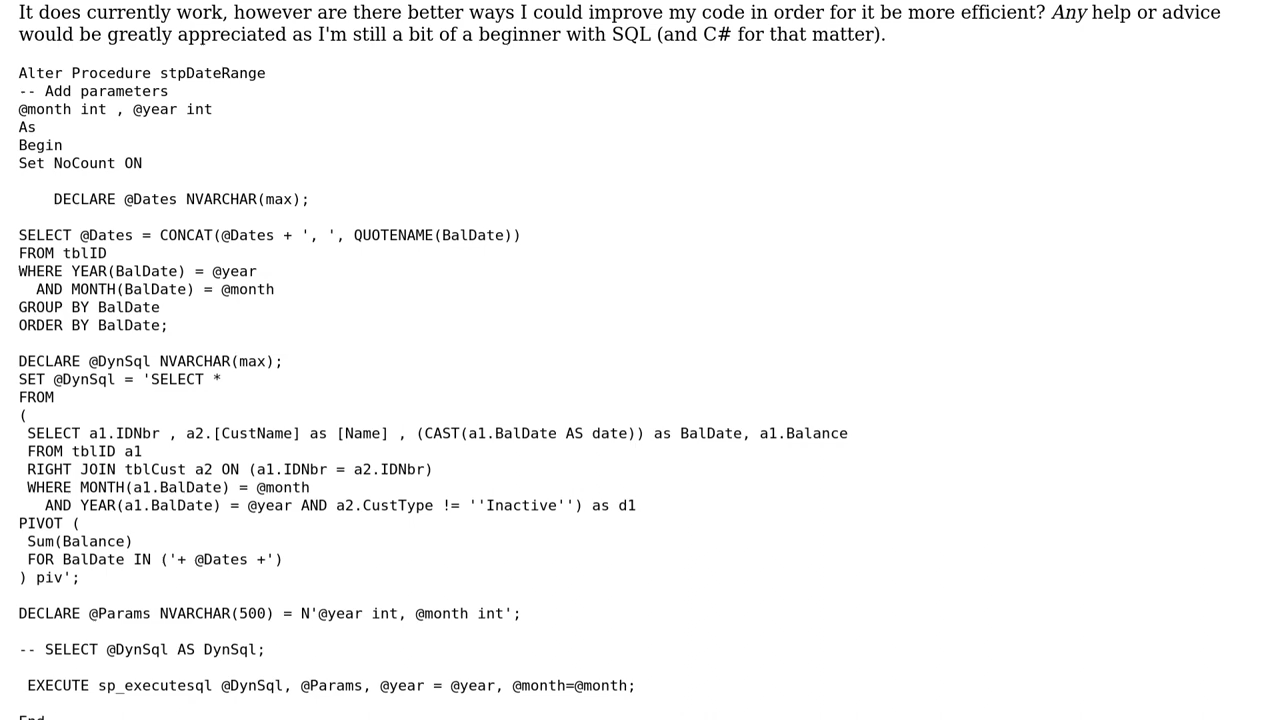 It does currently work, however are there better ways I could improve my code in order for it be more efficient? Any help or advice
would be greatly appreciated as I'm still a bit of a beginner with SQL (and C# for that matter).
Alter Procedure stpDateRange
-- Add parameters
@month int , @year int
As
Begin
Set NoCount ON
DECLARE @Dates NVARCHAR(max);
SELECT @Dates = CONCAT(@Dates + ', ', QUOTENAME(BalDate))
FROM tblID
WHERE YEAR(BalDate) = @year
AND MONTH(BalDate) = @month
GROUP BY BalDate
ORDER BY BalDate;
DECLARE @DynSql NVARCHAR(max);
SET @DynSql = 'SELECT *
FROM
(
SELECT a1.IDNbr , a2.[CustName] as [Name] , (CAST(a1.BalDate AS date)) as BalDate, a1.Balance
FROM tblID a1
RIGHT JOIN tblCust a2 ON (a1.IDNbr = a2.IDNbr)
WHERE MONTH(a1.BalDate) = @month
AND YEAR(a1.BalDate) = @year AND a2.CustType != ''Inactive'') as d1
PIVOT (
Sum(Balance)
FOR BalDate IN ('+ @Dates +')
) piv';
DECLARE @Params NVARCHAR(500) = N'@year int, @month int';
-- SELECT @DynSql AS DynSql;
EXECUTE sp_executesql @DynSql, @Params, @year = @year, @month=@month;
End